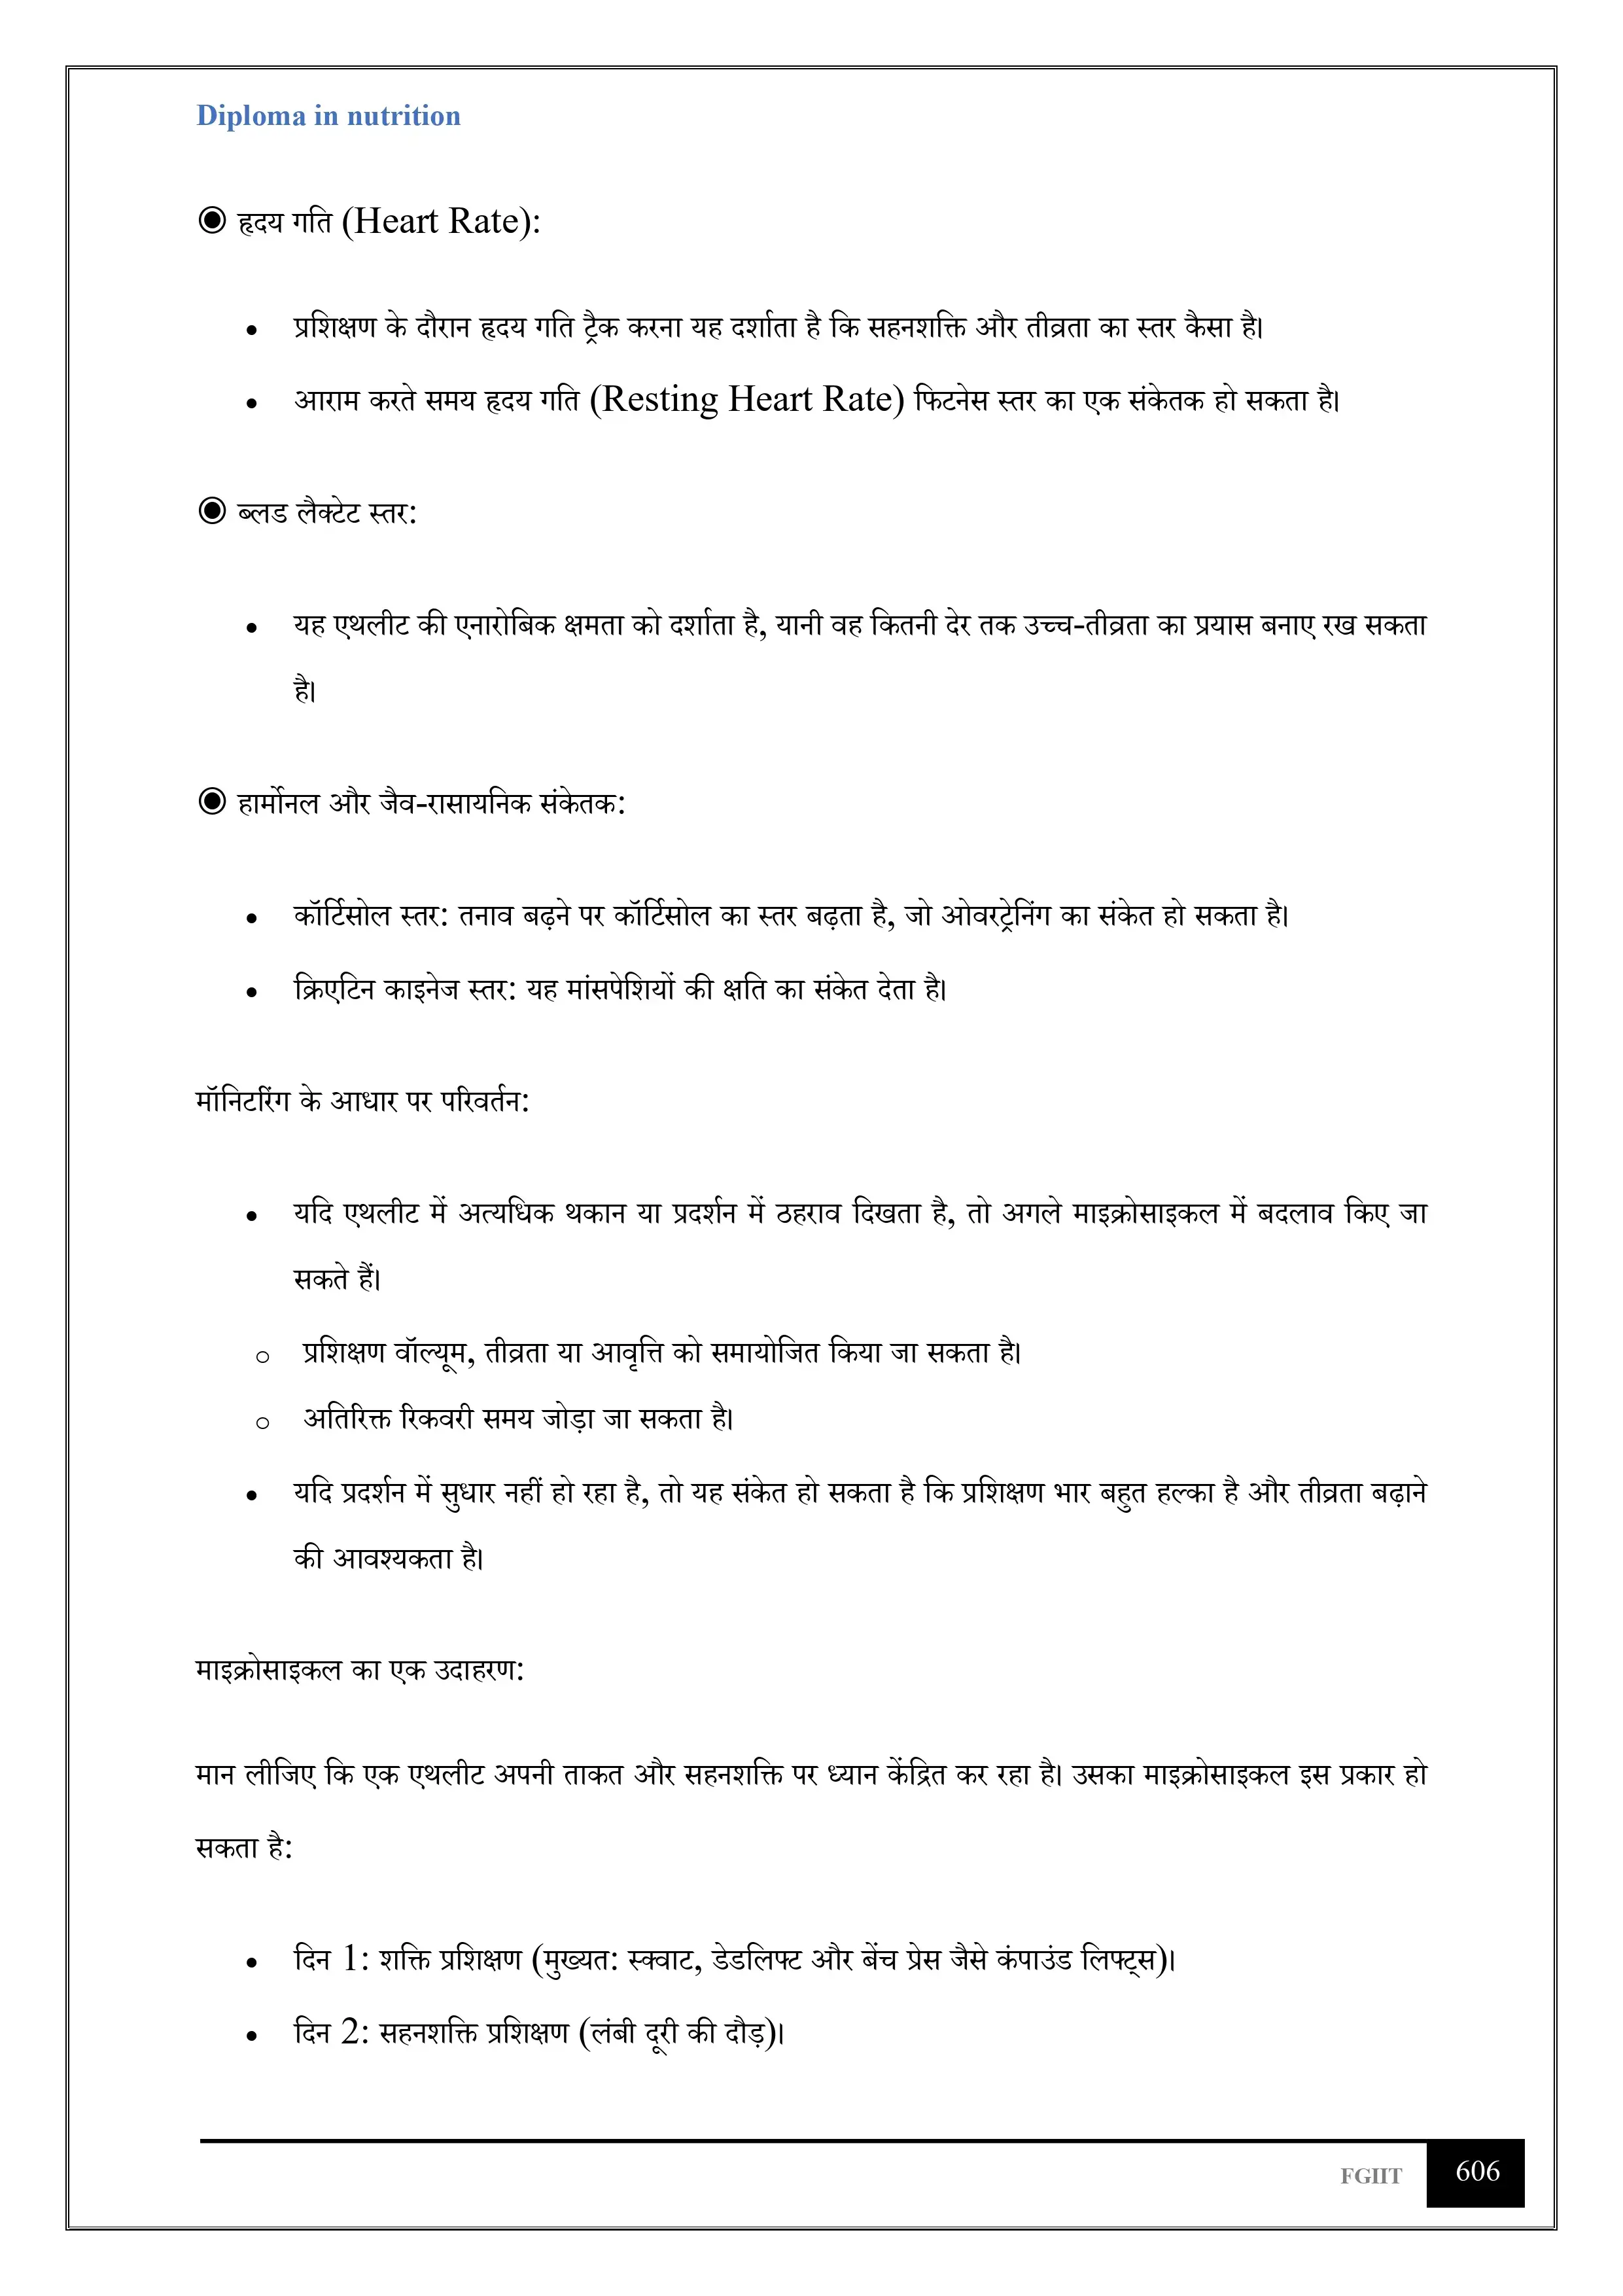 Diploma in nutrition
◉ हृदय गति (Heart Rate):
• प्रशिक्षण के दौरान हृदय गति ट्रैक करना यह दर्शाता है कि सहनशक्ति और तीव्रता का स्तर कैसा है।
• आराम करते समय हृदय गति (Resting Heart Rate) फिटनेस स्तर का एक संकेतक हो सकता है।
◉ ब्लड लैक्टेट स्तर:
• यह एथलीट की एनारोबिक क्षमता को दर्शाता है, यानी वह कितनी देर तक उच्च-तीव्रता का प्रयास बनाए रख सकता
है।
◉ हार्मोनल और जैव-रासायनिक संकेतक:
• कॉर्टिसोल स्तर: तनाव बढ़ने पर कॉर्टिसोल का स्तर बढ़ता है, जो ओवरट्रेनिंग का संकेत हो सकता है।
• क्रिएटिन काइनेज स्तर: यह मांसपेशियों की क्षति का संकेत देता है।
मॉनिटरिंग के आधार पर परिवर्तन:
• यदि एथलीट में अत्यधिक थकान या प्रदर्शन में ठहराव दिखता है, तो अगले माइक्रोसाइकल में बदलाव किए जा
सकते हैं।
o प्रशिक्षण वॉल्यूम, तीव्रता या आवृत्ति को समायोजित किया जा सकता है।
o अतिरिक्त रिकवरी समय जोड़ा जा सकता है।
• यदि प्रदर्शन में सुधार नहीं हो रहा है, तो यह संकेत हो सकता है कि प्रशिक्षण भार बहुत हल्का है और तीव्रता बढ़ाने
की आवश्यकता है।
माइक्रोसाइकल का एक उदाहरण:
मान लीजिए कि एक एथलीट अपनी ताकत और सहनशक्ति पर ध्यान केंद्रित कर रहा है। उसका माइक्रोसाइकल इस प्रकार हो
सकता है:
• दिन 1: शक्ति प्रशिक्षण (मुख्यत: स्क्वाट, डेडलिफ्ट और बेंच प्रेस जैसे कंपाउंड लिफ्ट्स)।
• दिन 2: सहनशक्ति प्रशिक्षण (लंबी दूरी की दौड़)।
FGIIT 606